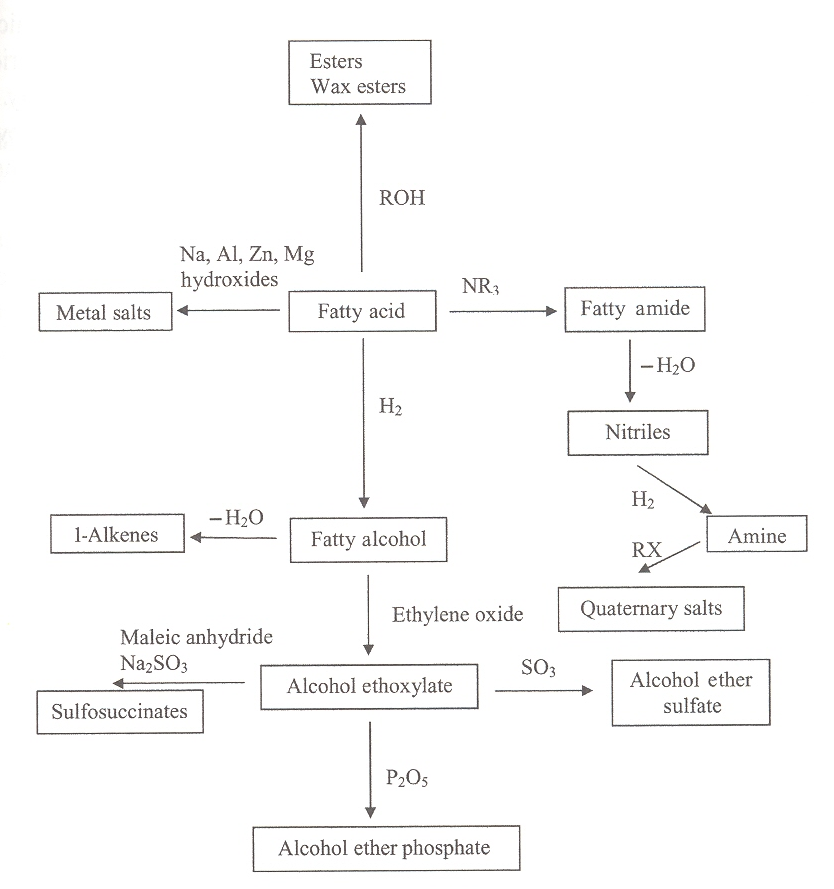 Esters
Wax esters
ROH
Na, Al, Zn, Mg
hydroxides
NR₃
Metal salts
Fatty acid
Fatty amide
−H₂O
H₂
Nitriles
H₂
−H₂O
1-Alkenes
Fatty alcohol
Amine
RX
Ethylene oxide
Quaternary salts
Maleic anhydride
Na₂SO₃
SO₃
Alcohol ethoxylate
Alcohol ether
sulfate
Sulfosuccinates
P₂O₅
Alcohol ether phosphate